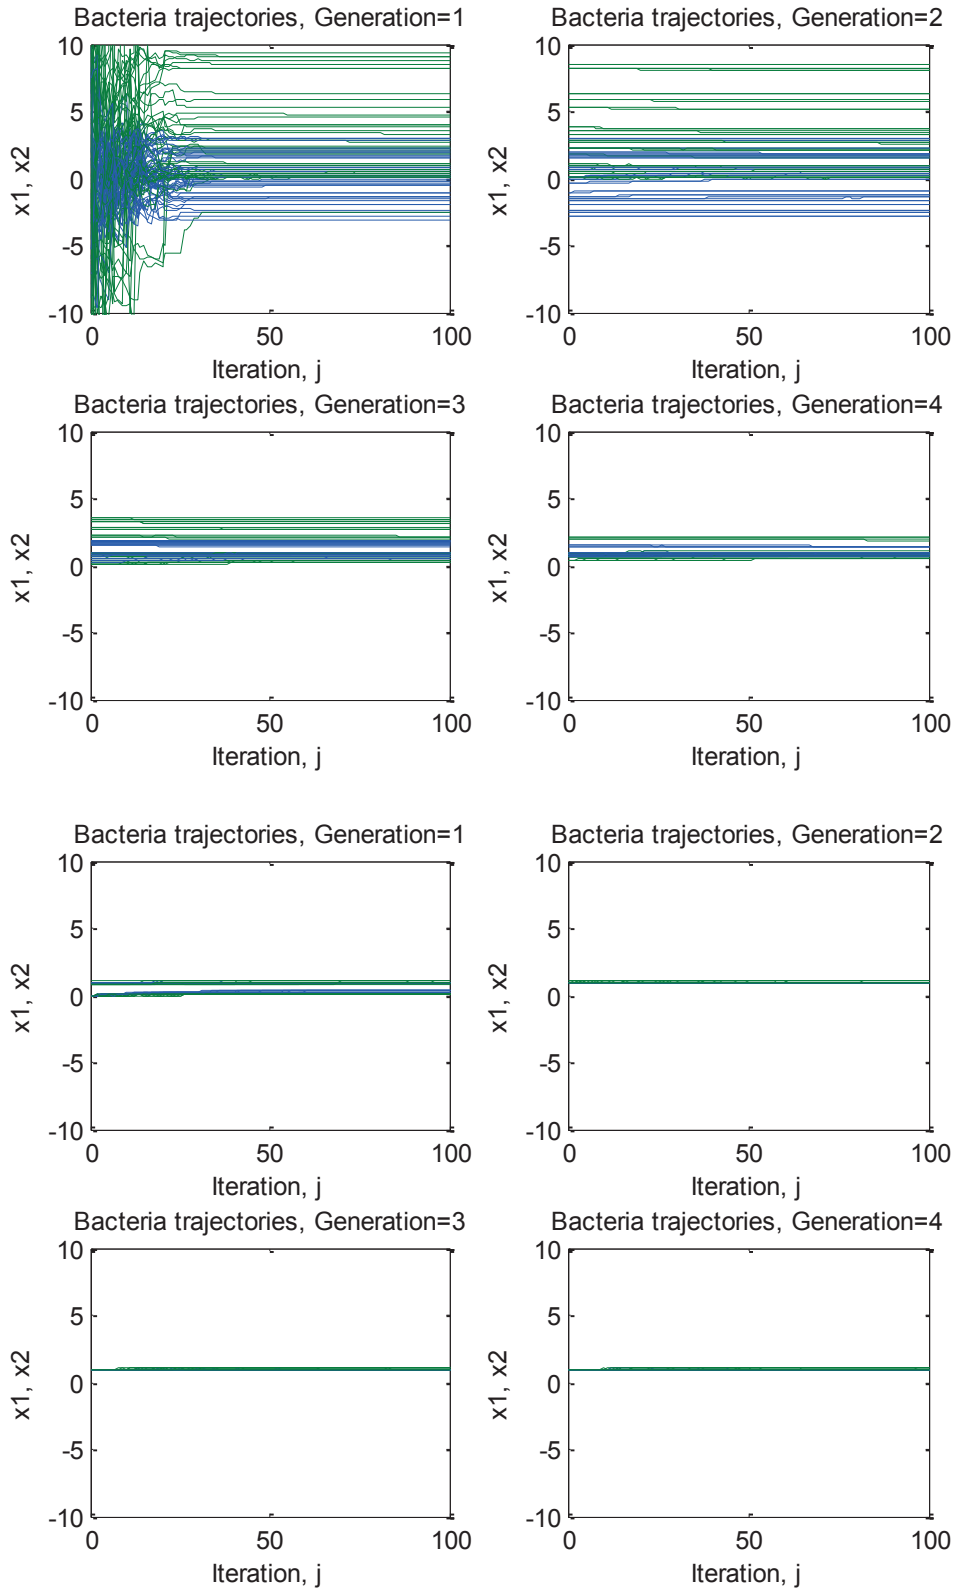 Bacteria trajectories, Generation=1
10
5
0
-5
-10
x1, x2
0 50 100
Iteration, j
Bacteria trajectories, Generation=2
10
5
0
-5
-10
x1, x2
0 50 100
Iteration, j
Bacteria trajectories, Generation=3
10
5
0
-5
-10
x1, x2
0 50 100
Iteration, j
Bacteria trajectories, Generation=4
10
5
0
-5
-10
x1, x2
0 50 100
Iteration, j
Bacteria trajectories, Generation=1
10
5
0
-5
-10
x1, x2
0 50 100
Iteration, j
Bacteria trajectories, Generation=2
10
5
0
-5
-10
x1, x2
0 50 100
Iteration, j
Bacteria trajectories, Generation=3
10
5
0
-5
-10
x1, x2
0 50 100
Iteration, j
Bacteria trajectories, Generation=4
10
5
0
-5
-10
x1, x2
0 50 100
Iteration, j